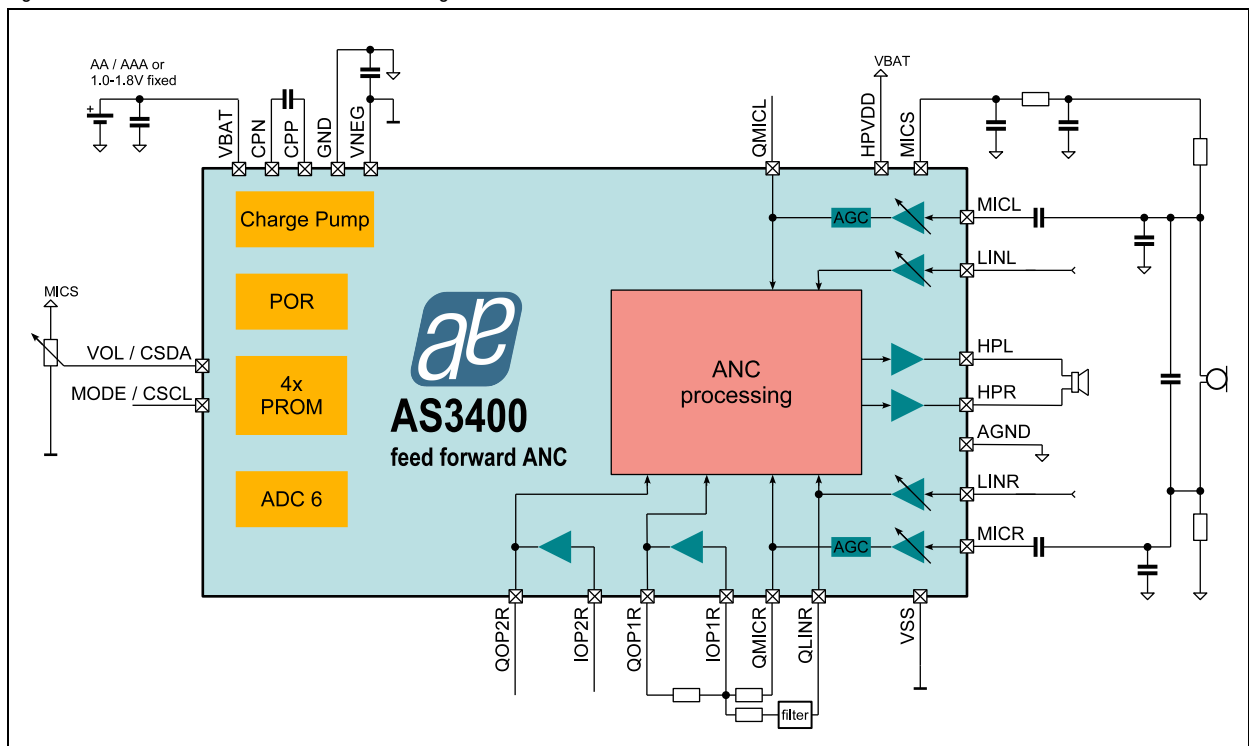 AA / AAA or
1.0-1.8V fixed
VBAT
CPN
CPP
GND
VNEG
QMICL
VBAT
HPVDD
MICS
Charge Pump
POR
4x
PROM
ADC 6
MICS
VOL / CSDA
MODE / CSCL
ae
AS3400
feed forward ANC
ANC
processing
AGC
AGC
MICL
LINL
HPL
HPR
AGND
LINR
MICR
QOP2R
IOP2R
QOP1R
IOP1R
QMICR
QLINR
VSS
filter